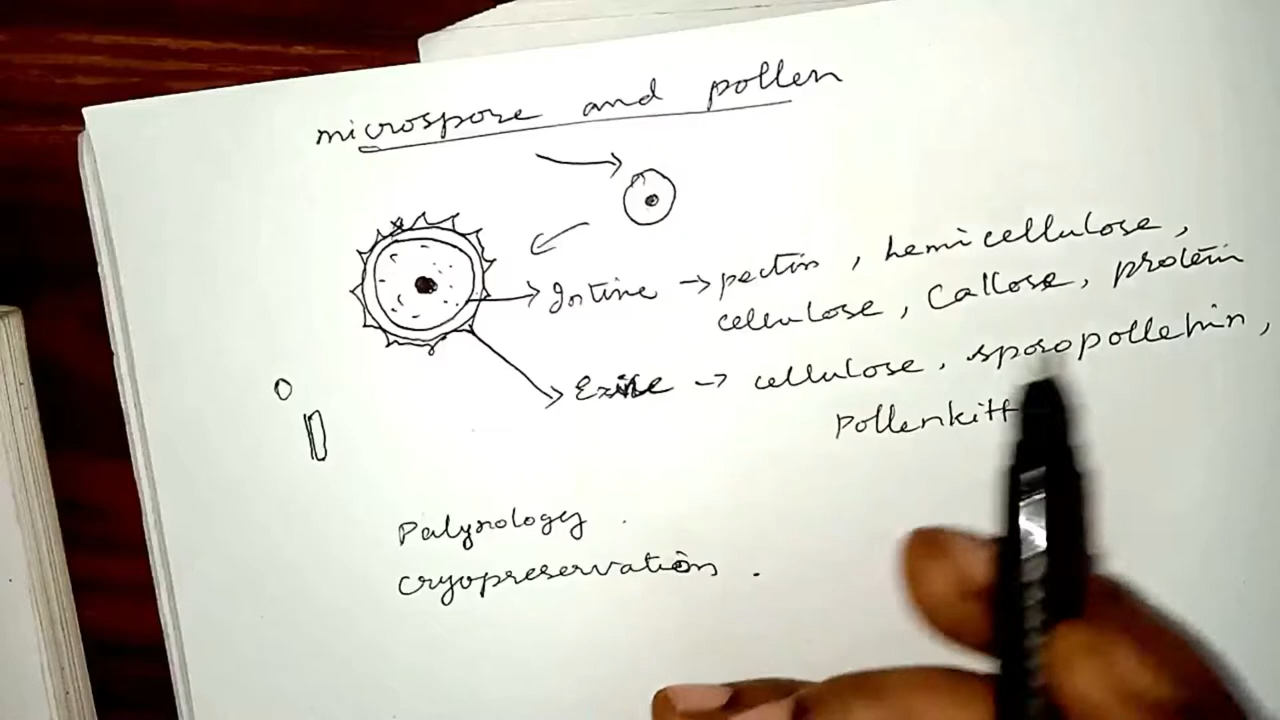 microspore and pollen
Intine → pectin, hemicellulose,
cellulose, callose, protein
Exine → cellulose, sporopollenin,
Pollenkitt
Palynology
cryopreservation.